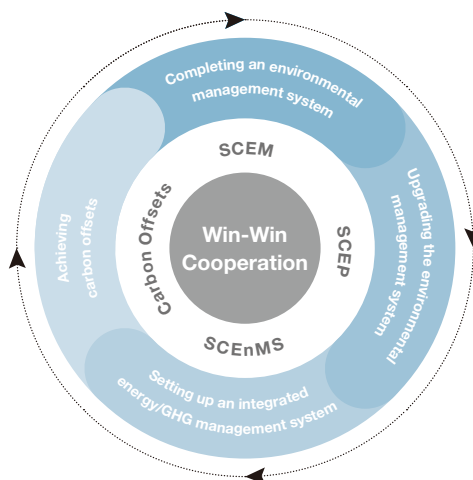 Completing an environmental
management system
SCEM
Upgrading the environmental
management system
SCEP
Setting up an integrated
energy/GHG management system
SCEnMS
Achieving
carbon offsets
Carbon Offsets
Win-Win
Cooperation